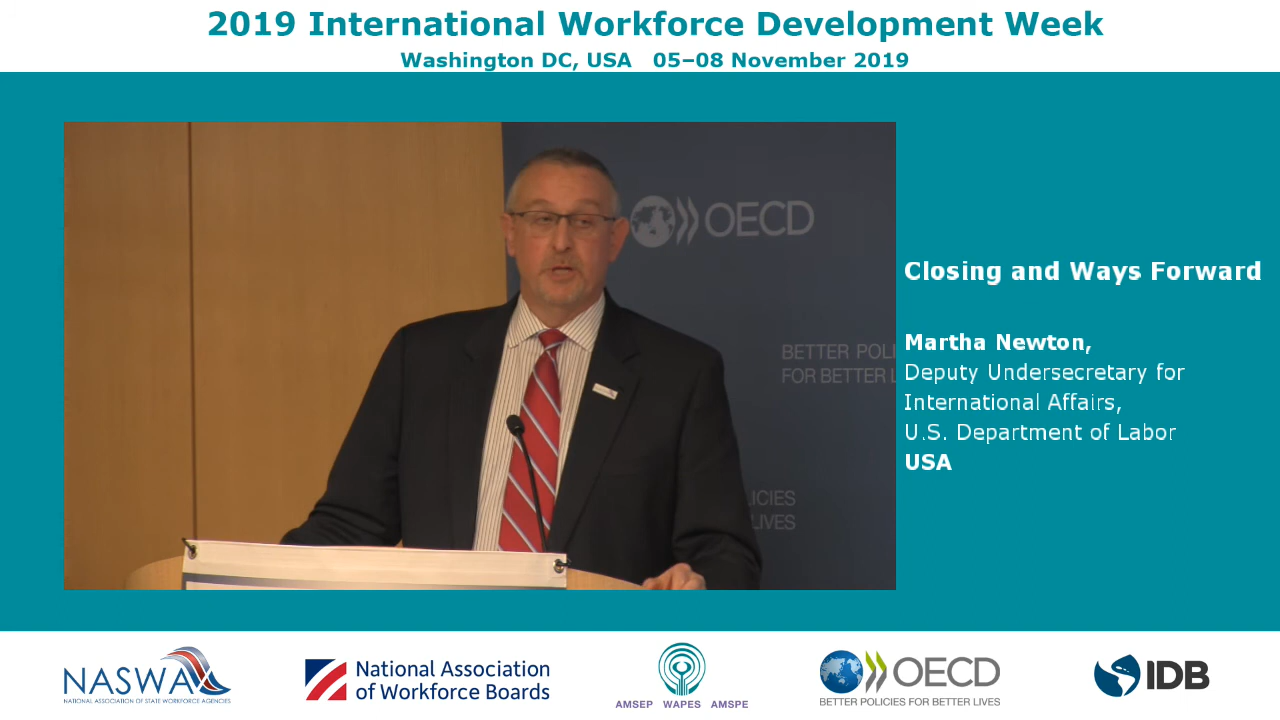 2019 International Workforce Development Week
Washington DC, USA 05–08 November 2019
OECD
BETTER POLI
FOR BETTER L
ICIES
LIVES
Closing and Ways Forward
Martha Newton,
Deputy Undersecretary for
International Affairs,
U.S. Department of Labor
USA
NASWA
NATIONAL ASSOCIATION OF STATE WORKFORCE AGENCIES
National Association
of Workforce Boards
AMSEP WAPES AMSPE
OECD
BETTER POLICIES FOR BETTER LIVES
IDB